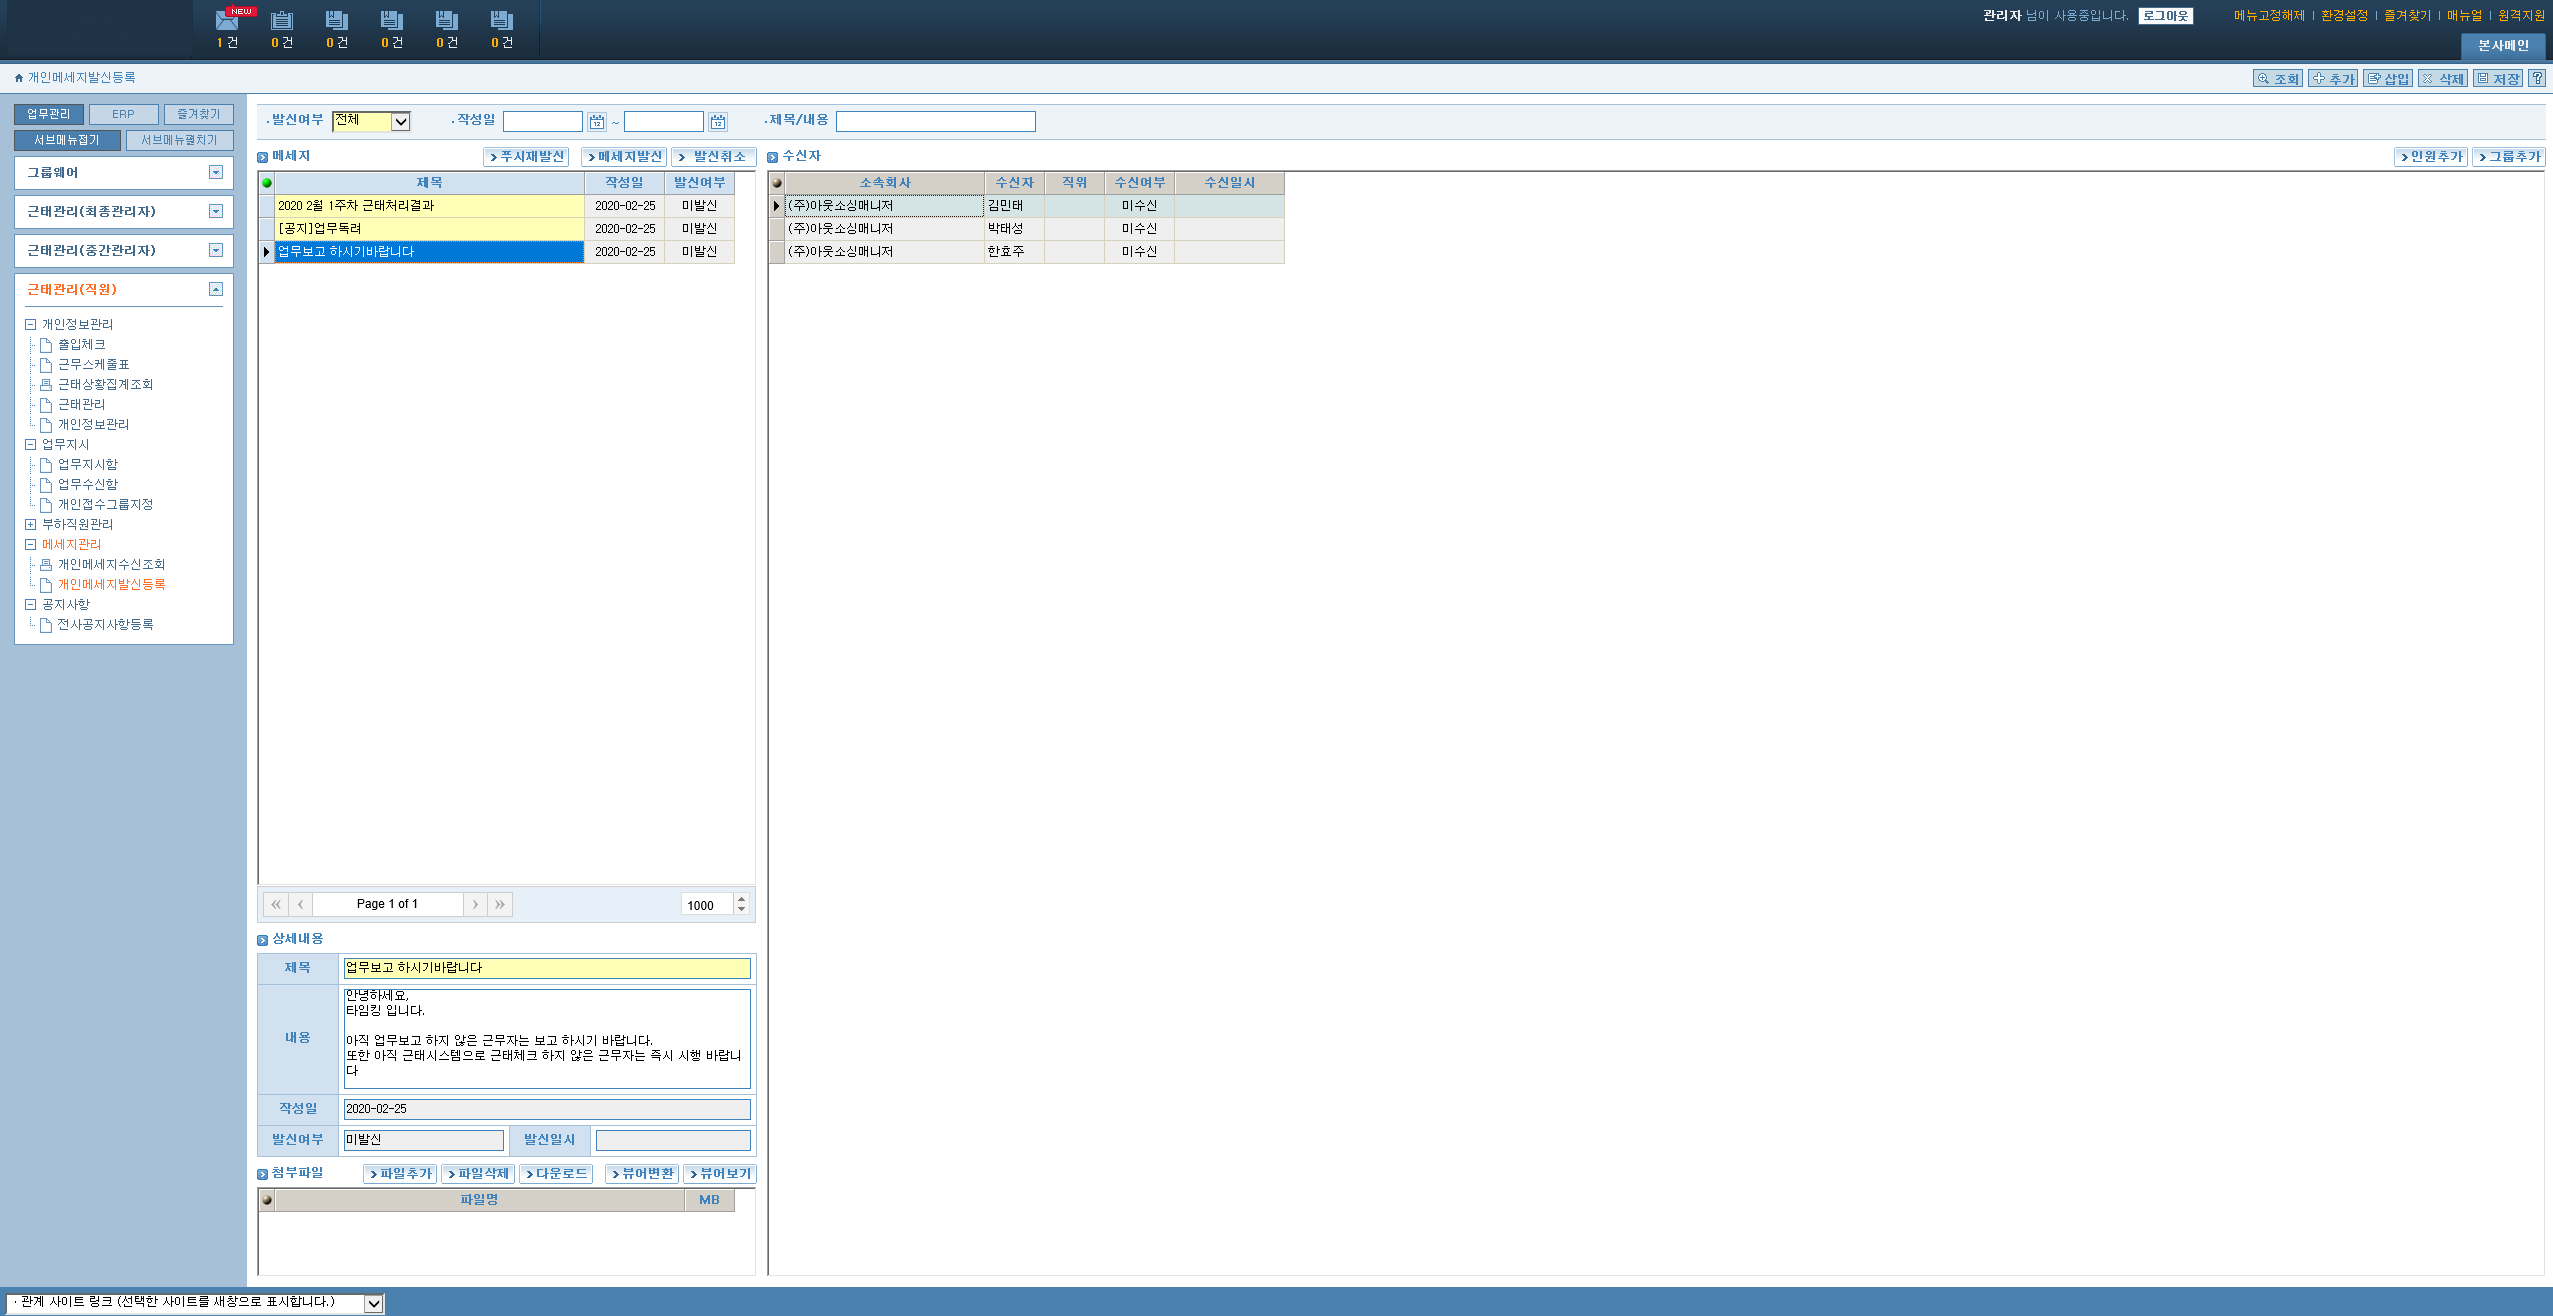 NEW
1 건 0 건 0 건 0 건 0 건 0 건
관리자 님이 사용중입니다. 로그아웃 메뉴고정해제 | 환경설정 | 즐겨찾기 | 매뉴얼 | 원격지원
본사메인
개인메세지발신등록
조회 추가 삽입 삭제 저장 ?
업무관리 ERP 즐겨찾기
서브메뉴접기 서브메뉴펼치기
그룹웨어
근태관리(최종관리자)
근태관리(중간관리자)
근태관리(직원)
개인정보관리
출입체크
근무스케줄표
근태상황집계조회
근태관리
개인정보관리
업무지시
업무지시함
업무수신함
개인접수그룹지정
부하직원관리
메세지관리
개인메세지수신조회
개인메세지발신등록
공지사항
전사공지사항등록
· 발신여부 전체 · 작성일 12 ~ 12 · 제목/내용
메세지 푸시재발신 메세지발신 발신취소
제목 작성일 발신여부
2020 2월 1주차 근태처리결과 2020-02-25 미발신
[공지]업무독려 2020-02-25 미발신
업무보고 하시기바랍니다 2020-02-25 미발신
Page 1 of 1 1000
수신자 인원추가 그룹추가
소속회사 수신자 직위 수신여부 수신일시
(주)아웃소싱매니저 김민태 미수신
(주)아웃소싱매니저 박태성 미수신
(주)아웃소싱매니저 한효주 미수신
상세내용
제목 업무보고 하시기바랍니다
내용
안녕하세요,
타임킹 입니다.
아직 업무보고 하지 않은 근무자는 보고 하시기 바랍니다.
또한 아직 근태시스템으로 근태체크 하지 않은 근무자는 즉시 시행 바랍니
다
작성일 2020-02-25
발신여부 미발신 발신일시
첨부파일 파일추가 파일삭제 다운로드 뷰어변환 뷰어보기
파일명 MB
· 관계 사이트 링크 (선택한 사이트를 새창으로 표시합니다.)